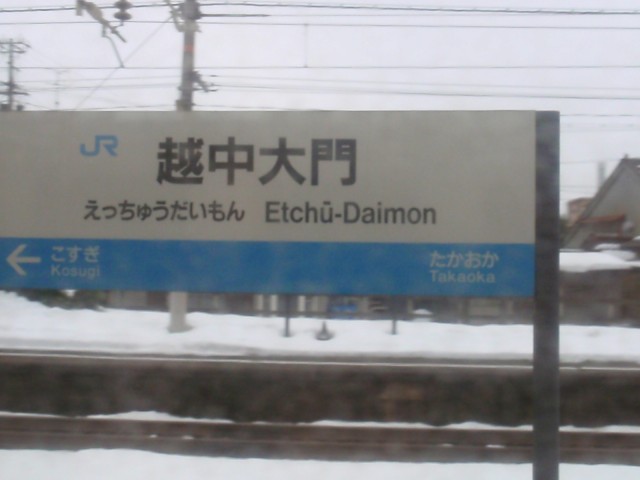 JR 越中大門
えっちゅうだいもん Etchū-Daimon
← こすぎ たかおか
Kosugi Takaoka